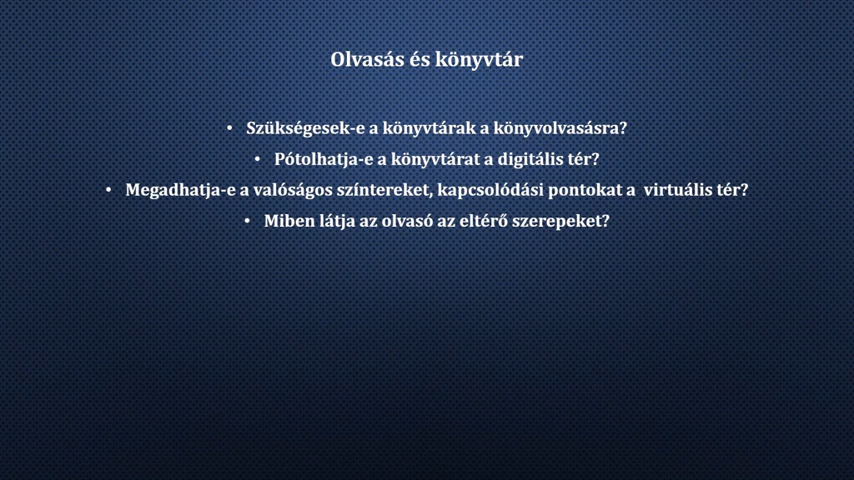 Olvasás és könyvtár
• Szükségesek-e a könyvtárak a könyvolvasásra?
• Pótolhatja-e a könyvtárat a digitális tér?
• Megadhatja-e a valóságos színtereket, kapcsolódási pontokat a  virtuális tér?
• Miben látja az olvasó az eltérő szerepeket?